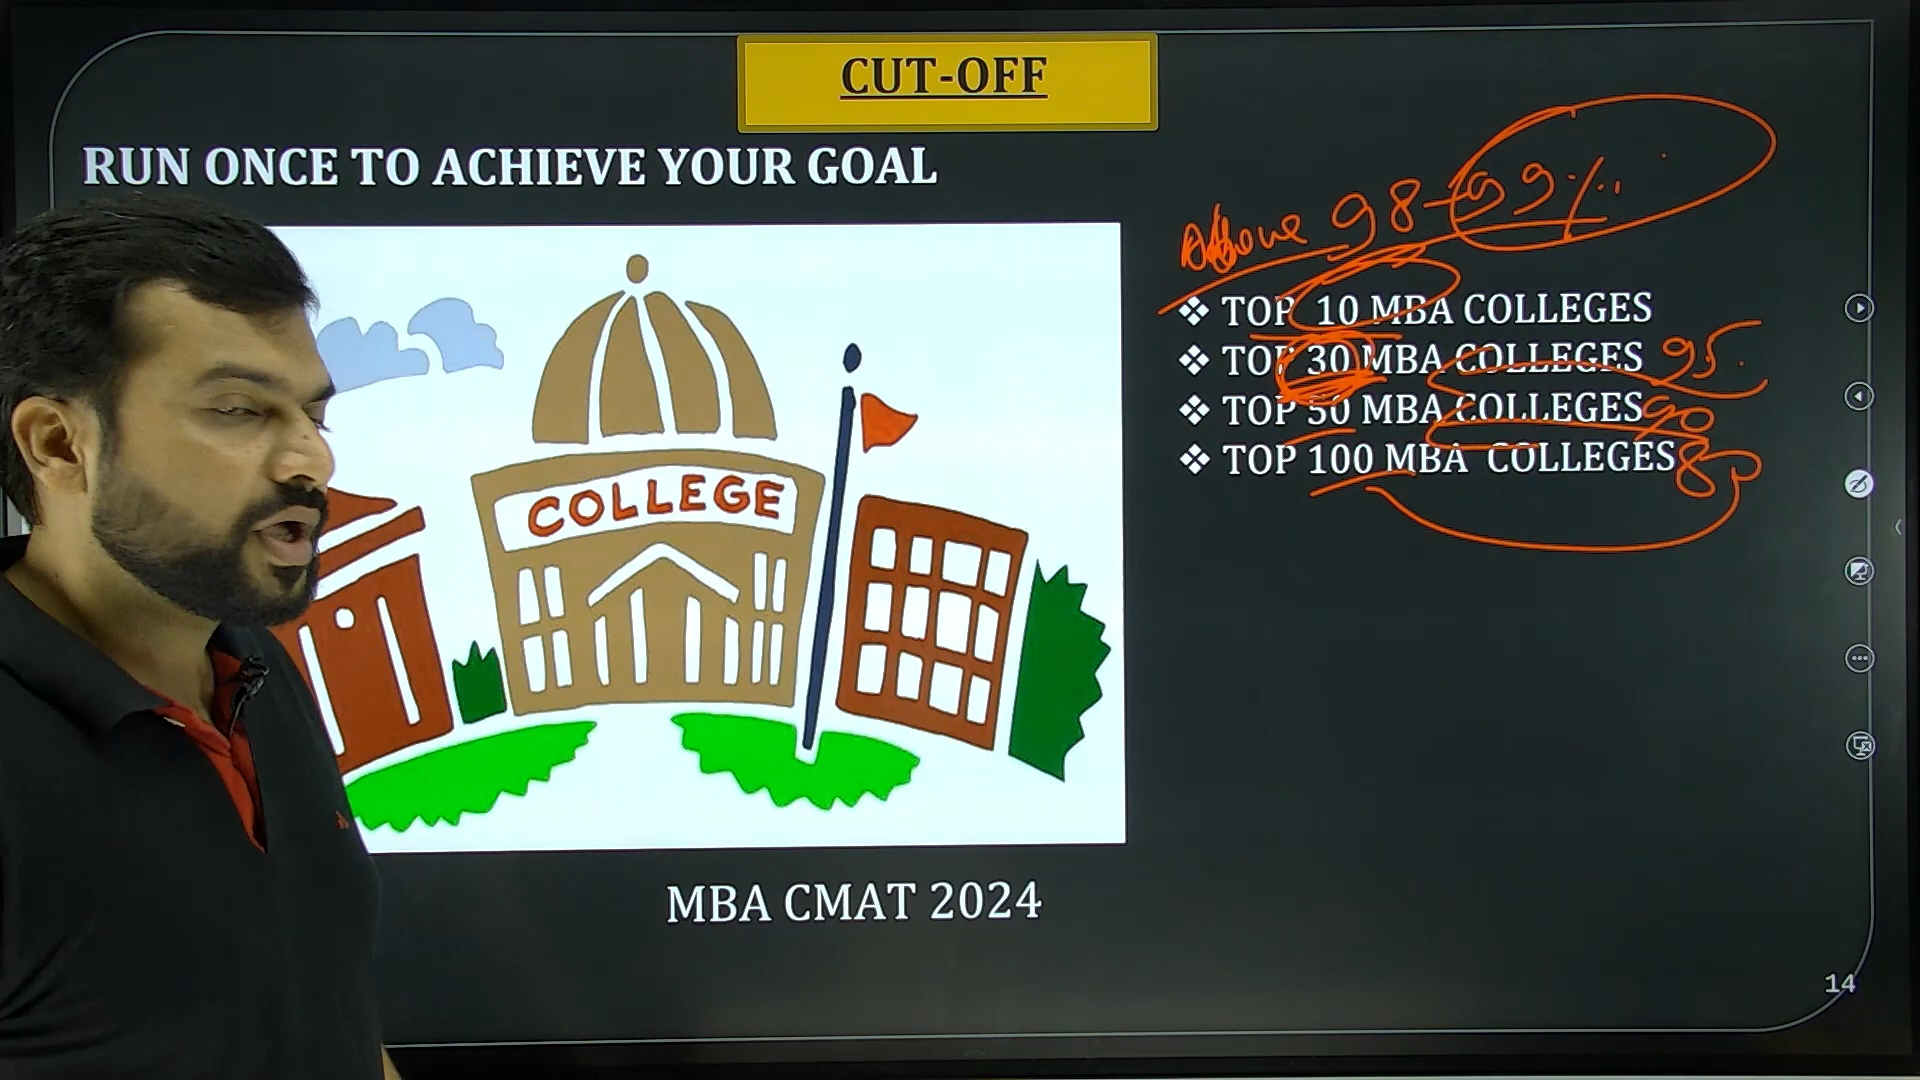 CUT-OFF
RUN ONCE TO ACHIEVE YOUR GOAL
Above 98-99%
❖ TOP 10 MBA COLLEGES
❖ TOP 30 MBA COLLEGES 95
❖ TOP 50 MBA COLLEGES 90
❖ TOP 100 MBA COLLEGES 80
COLLEGE
MBA CMAT 2024
14